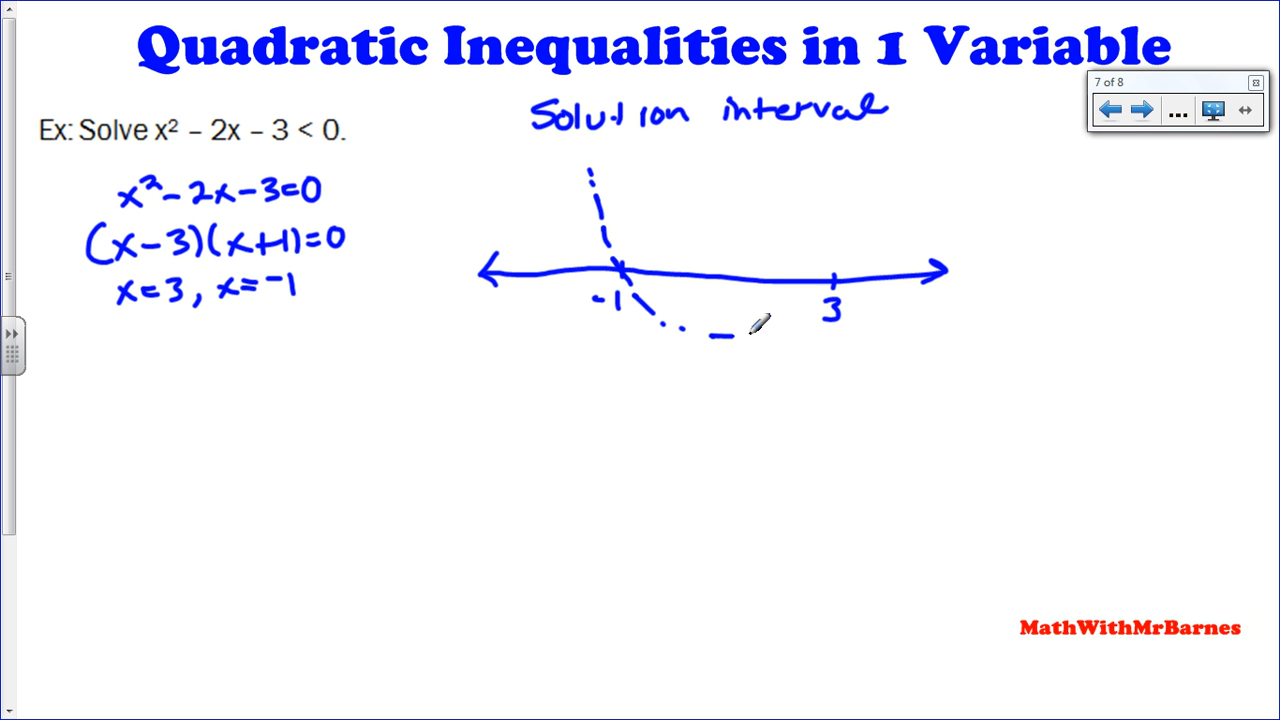 Quadratic Inequalities in 1 Variable
7 of 8
Ex: Solve x² – 2x – 3 < 0.
Solution interval
x²-2x-3=0
(x-3)(x+1)=0
x=3, x=-1
-1
3
MathWithMrBarnes